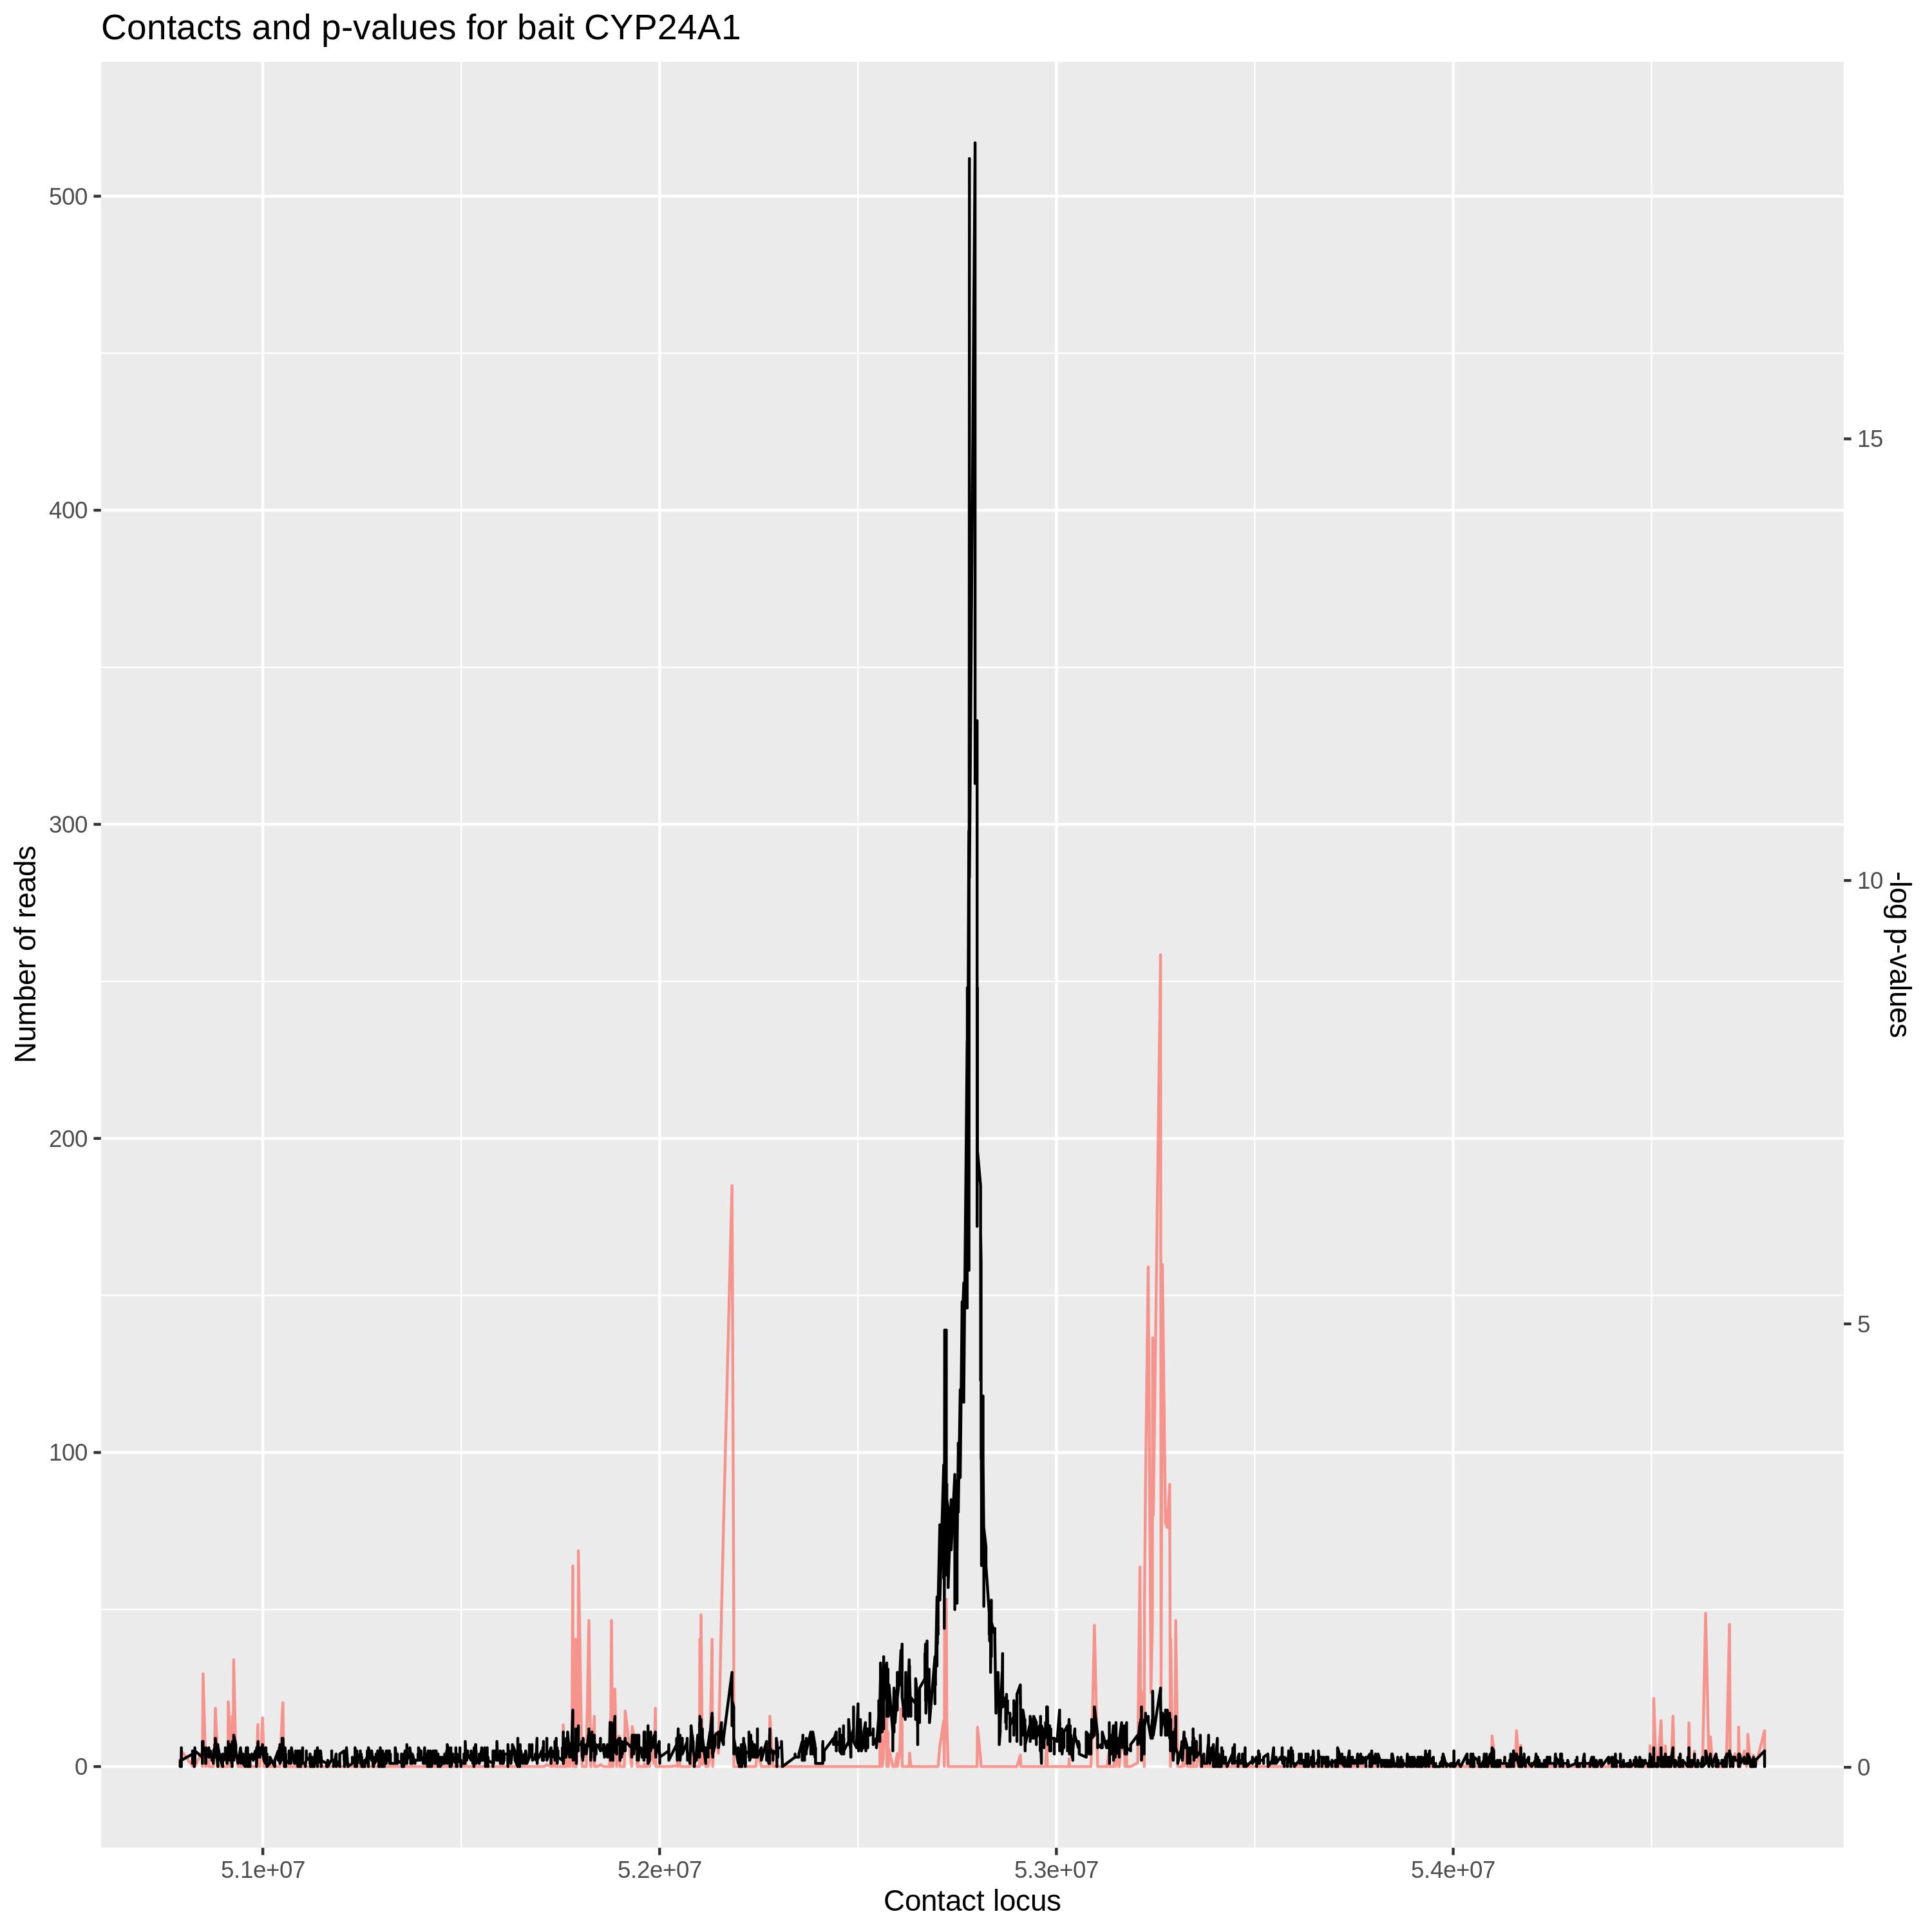 Contacts and p-values for bait CYP24A1
500
400
300
200
100
0
Number of reads
15
10
5
0
-log p-values
5.1e+07 5.2e+07 5.3e+07 5.4e+07
Contact locus